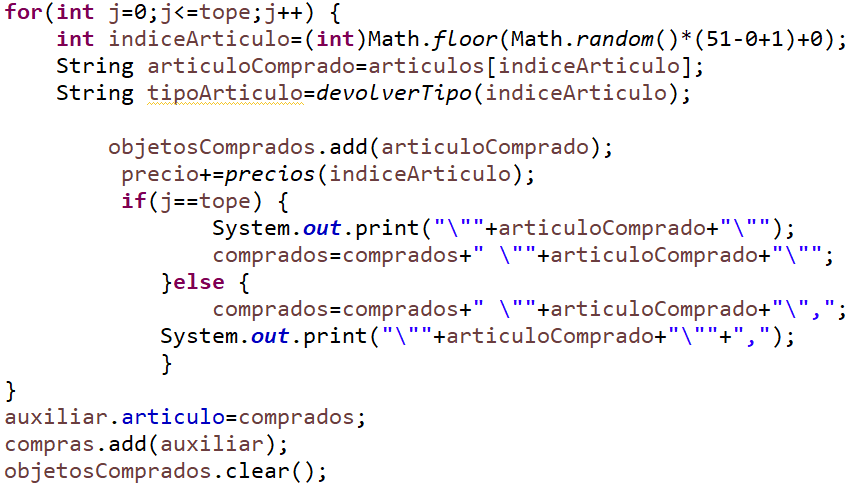 for(int j=0;j<=tope;j++) {
    int indiceArticulo=(int)Math.floor(Math.random()*(51-0+1)+0);
    String articuloComprado=articulos[indiceArticulo];
    String tipoArticulo=devolverTipo(indiceArticulo);
        objetosComprados.add(articuloComprado);
         precio+=precios(indiceArticulo);
         if(j==tope) {
                System.out.print("\""+articuloComprado+"\"");
                comprados=comprados+" \""+articuloComprado+"\"";
            }else {
                comprados=comprados+" \""+articuloComprado+"\",";
            System.out.print("\""+articuloComprado+"\""+",");
            }
}
auxiliar.articulo=comprados;
compras.add(auxiliar);
objetosComprados.clear();